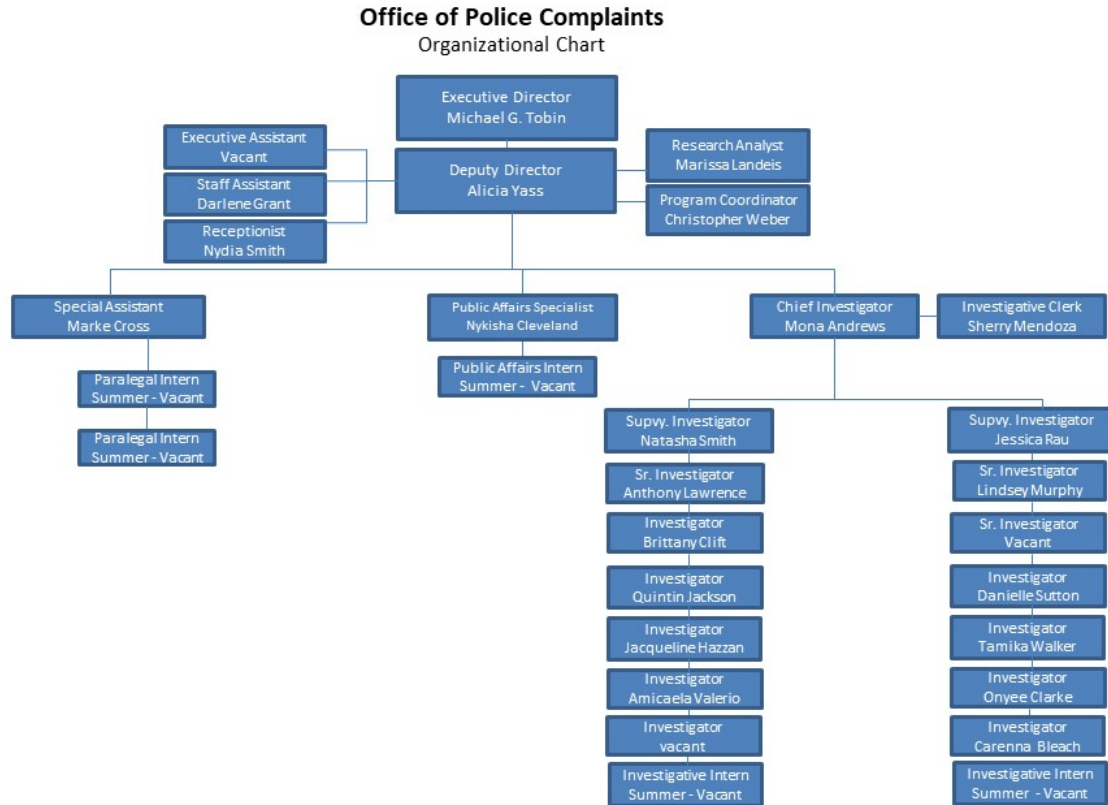 Office of Police Complaints
Organizational Chart
Executive Director
Michael G. Tobin
Executive Assistant
Vacant
Staff Assistant
Darlene Grant
Receptionist
Nydia Smith
Deputy Director
Alicia Yass
Research Analyst
Marissa Landeis
Program Coordinator
Christopher Weber
Special Assistant
Marke Cross
Paralegal Intern
Summer - Vacant
Paralegal Intern
Summer - Vacant
Public Affairs Specialist
Nykisha Cleveland
Public Affairs Intern
Summer - Vacant
Chief Investigator
Mona Andrews
Investigative Clerk
Sherry Mendoza
Supvy. Investigator
Natasha Smith
Sr. Investigator
Anthony Lawrence
Investigator
Brittany Clift
Investigator
Quintin Jackson
Investigator
Jacqueline Hazzan
Investigator
Amicaela Valerio
Investigator
vacant
Investigative Intern
Summer - Vacant
Supvy. Investigator
Jessica Rau
Sr. Investigator
Lindsey Murphy
Sr. Investigator
Vacant
Investigator
Danielle Sutton
Investigator
Tamika Walker
Investigator
Onyee Clarke
Investigator
Carenna Bleach
Investigative Intern
Summer - Vacant